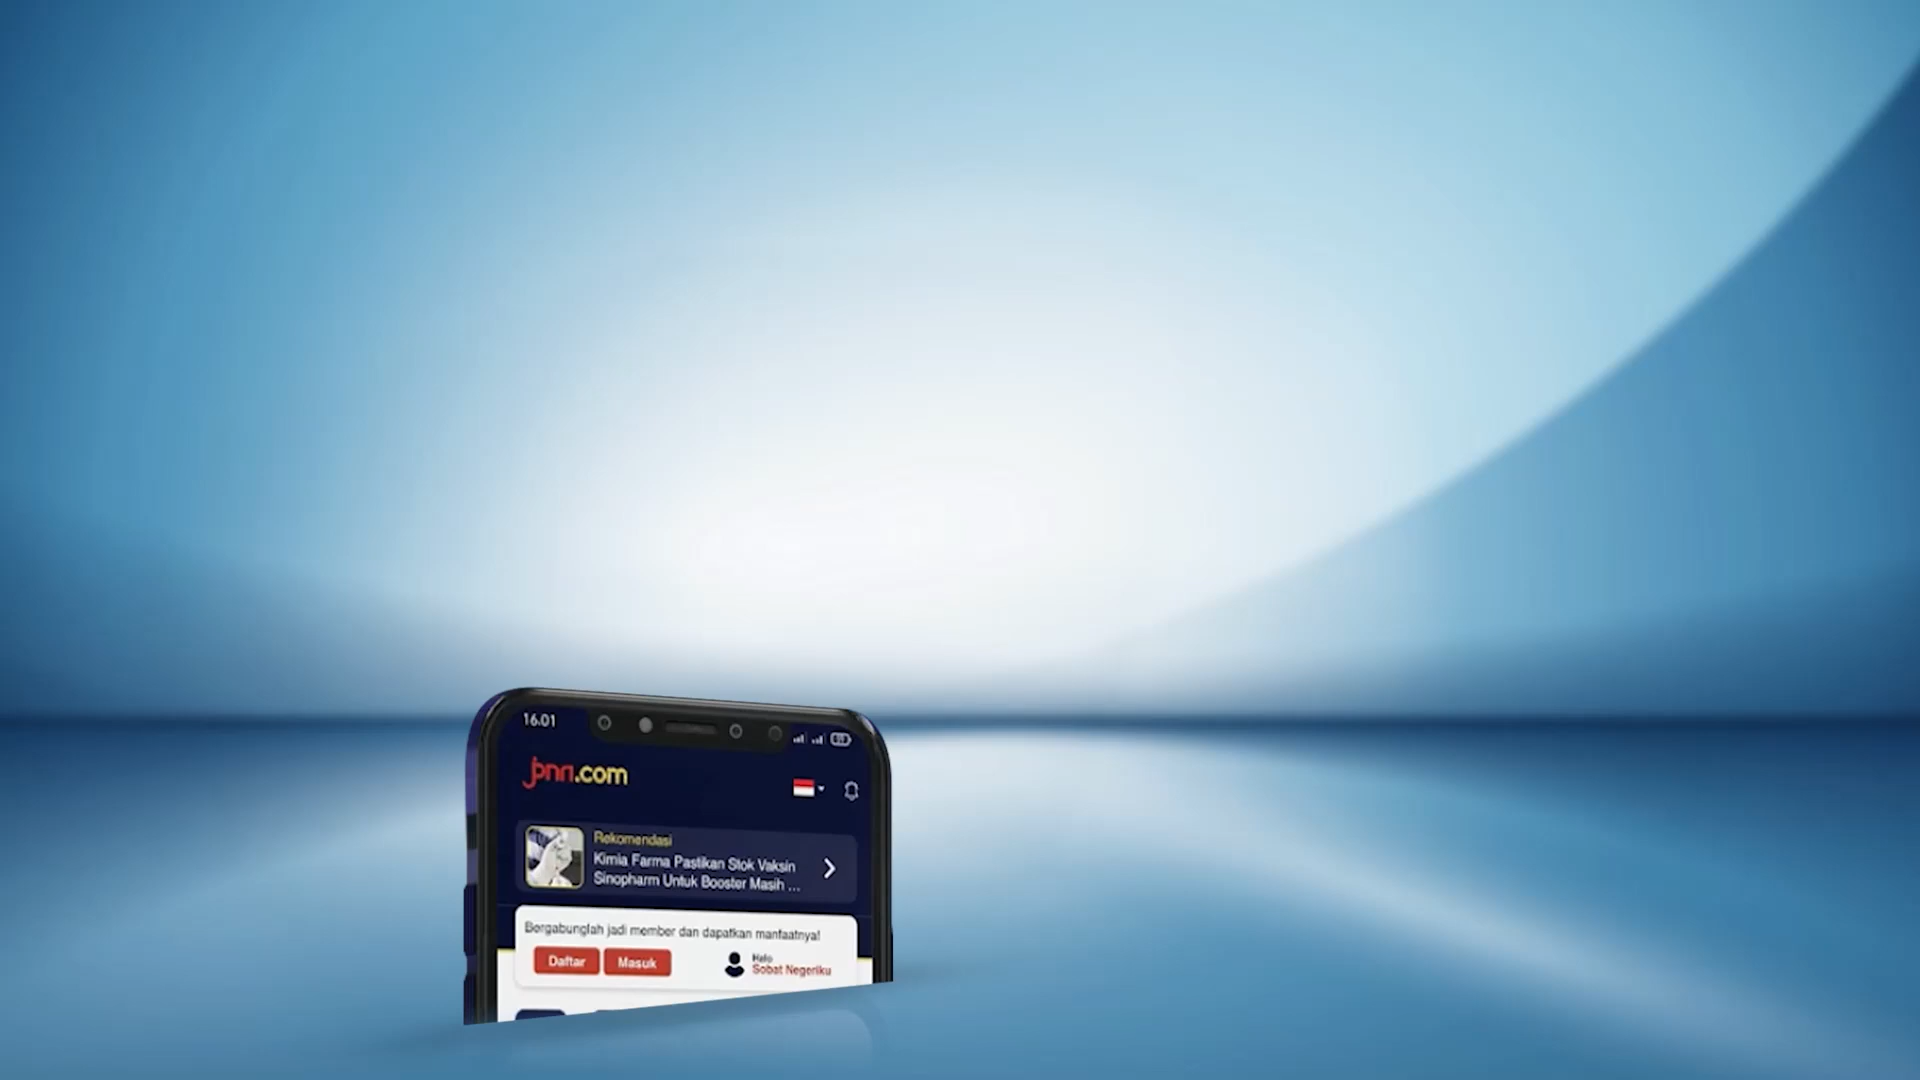 16.01
jpnn.com
Rekomendasi
Kimia Farma Pastikan Stok Vaksin
Sinopharm Untuk Booster Masih ...
Bergabunglah jadi member dan dapatkan manfaatnya!
Daftar Masuk
Halo
Sobat Negeriku